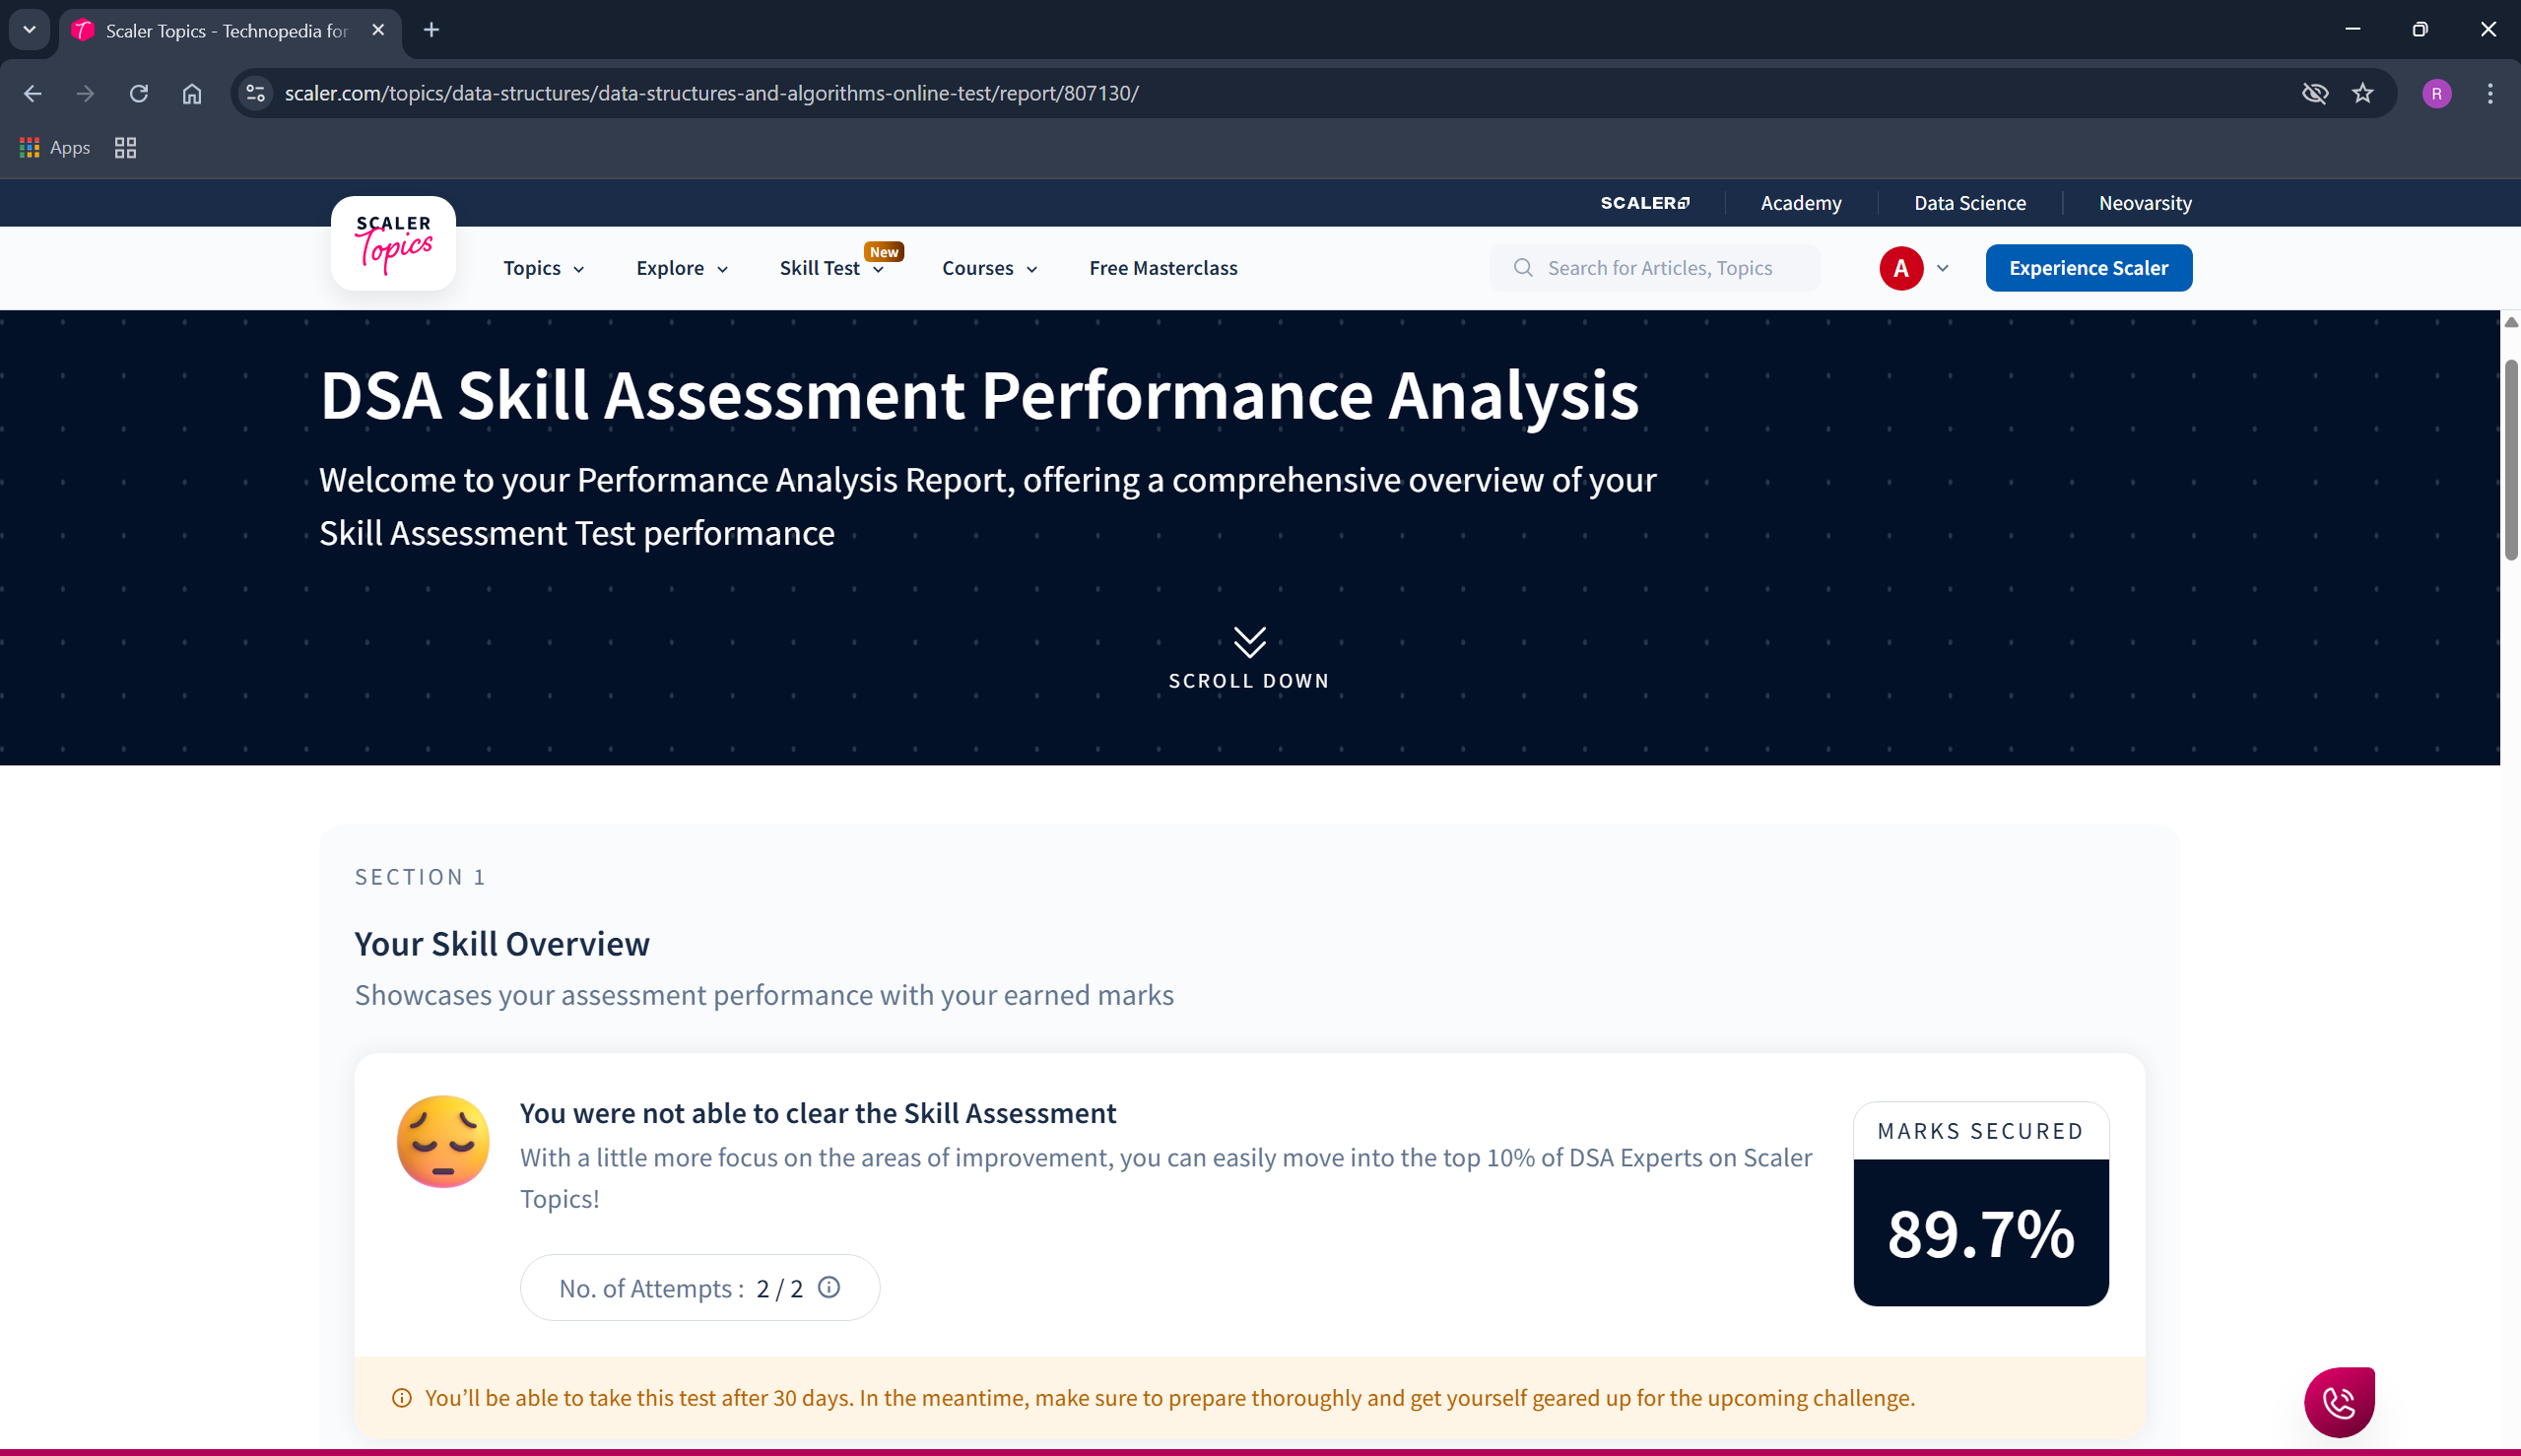 Scaler Topics - Technopedia for
scaler.com/topics/data-structures/data-structures-and-algorithms-online-test/report/807130/
R
Apps
SCALER
Academy
Data Science
Neovarsity
SCALER
Topics
Topics
Explore
Skill Test
New
Courses
Free Masterclass
Search for Articles, Topics
A
Experience Scaler
DSA Skill Assessment Performance Analysis
Welcome to your Performance Analysis Report, offering a comprehensive overview of your
Skill Assessment Test performance
SCROLL DOWN
SECTION 1
Your Skill Overview
Showcases your assessment performance with your earned marks
You were not able to clear the Skill Assessment
With a little more focus on the areas of improvement, you can easily move into the top 10% of DSA Experts on Scaler
Topics!
No. of Attempts : 2 / 2
MARKS SECURED
89.7%
You’ll be able to take this test after 30 days. In the meantime, make sure to prepare thoroughly and get yourself geared up for the upcoming challenge.